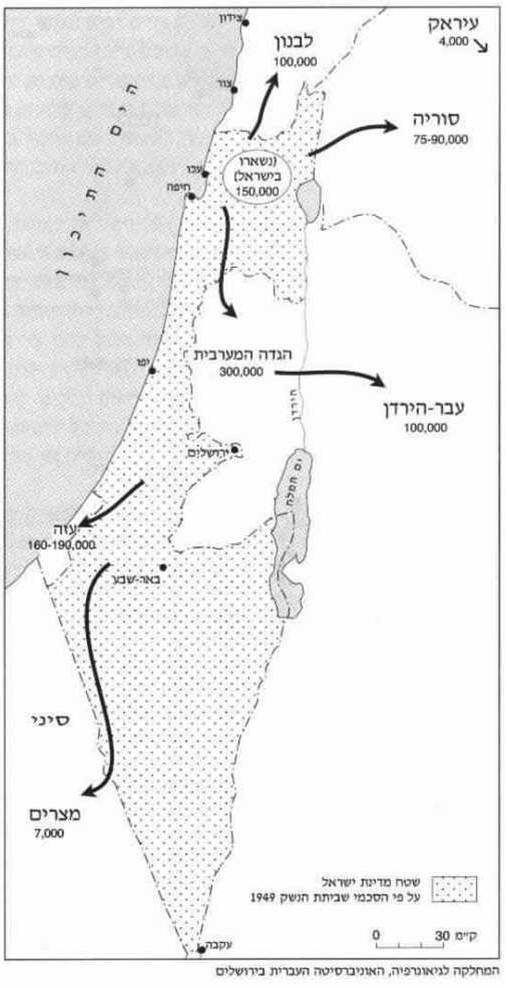 צידון
עיראק
4,000
לבנון
100,000
צור
סוריה
75-90,000
הים התיכון
עכו
חיפה
(נשארו
בישראל)
150,000
הגדה המערבית
300,000
יפו
הירדן
עבר-הירדן
100,000
ירושלים
ים המלח
עזה
160-190,000
באר-שבע
סיני
מצרים
7,000
שטח מדינת ישראל
על פי הסכמי שביתת הנשק 1949
עקבה
0 30 ק"מ
המחלקה לגיאוגרפיה, האוניברסיטה העברית בירושלים